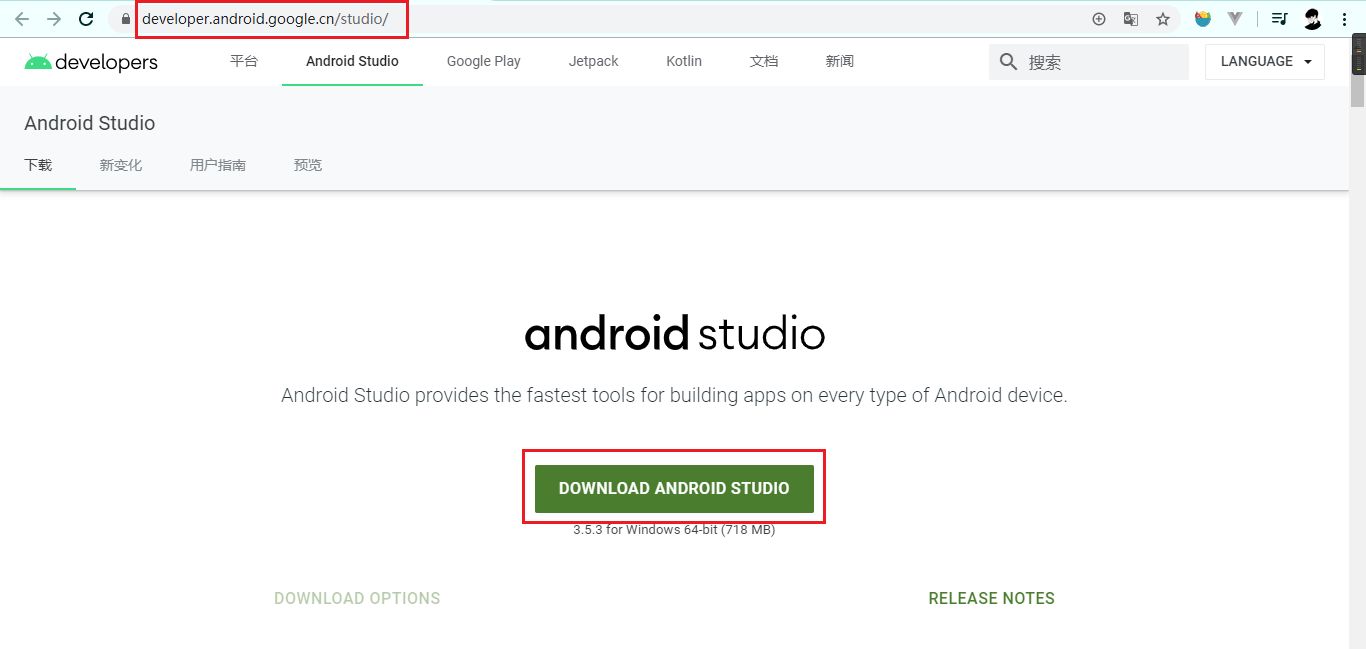 developer.android.google.cn/studio/
developers 平台 Android Studio Google Play Jetpack Kotlin 文档 新闻 搜索 LANGUAGE
Android Studio
下载 新变化 用户指南 预览
android studio
Android Studio provides the fastest tools for building apps on every type of Android device.
DOWNLOAD ANDROID STUDIO
3.5.3 for Windows 64-bit (718 MB)
DOWNLOAD OPTIONS RELEASE NOTES